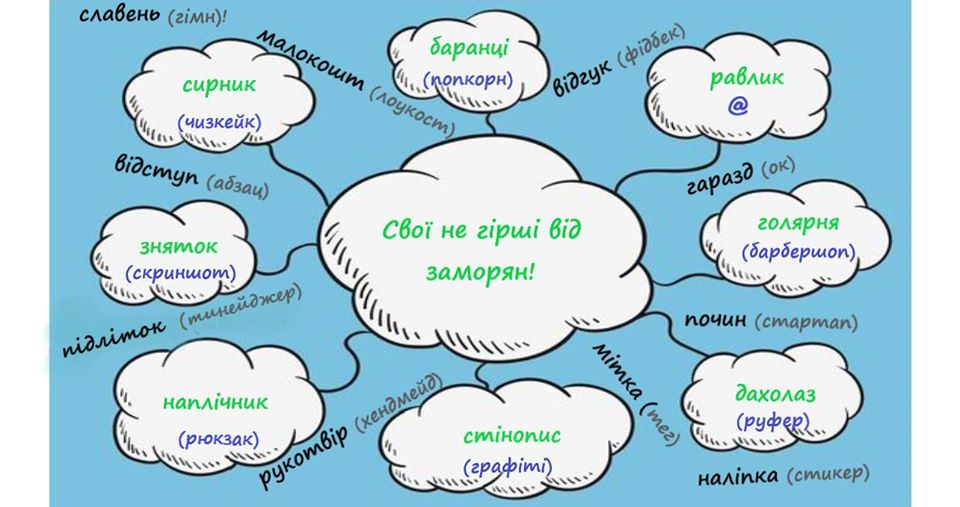 славень (гімн)!
малокошт (лоукост)
баранці
(попкорн)
відгук (фідбек)
сирник
(чизкейк)
равлик
@
відступ (абзац)
гаразд (ок)
зняток
(скриншот)
Свої не гірші від
заморян!
голярня
(барбершоп)
підліток (тинейджер)
почин (стартап)
наплічник
(рюкзак)
рукотвір (хендмейд)
стінопис
(графіті)
мітка (тег)
дахолаз
(руфер)
наліпка (стикер)